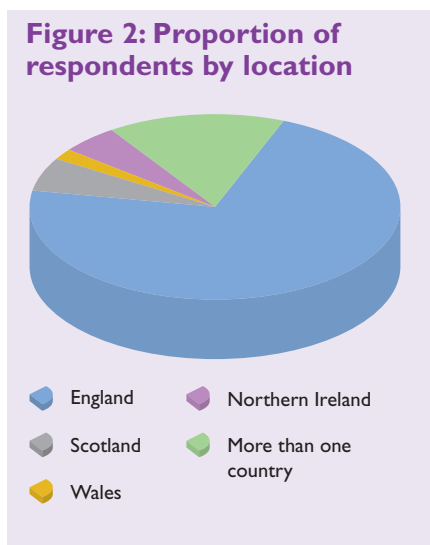 Figure 2: Proportion of
respondents by location
England
Scotland
Wales
Northern Ireland
More than one
country